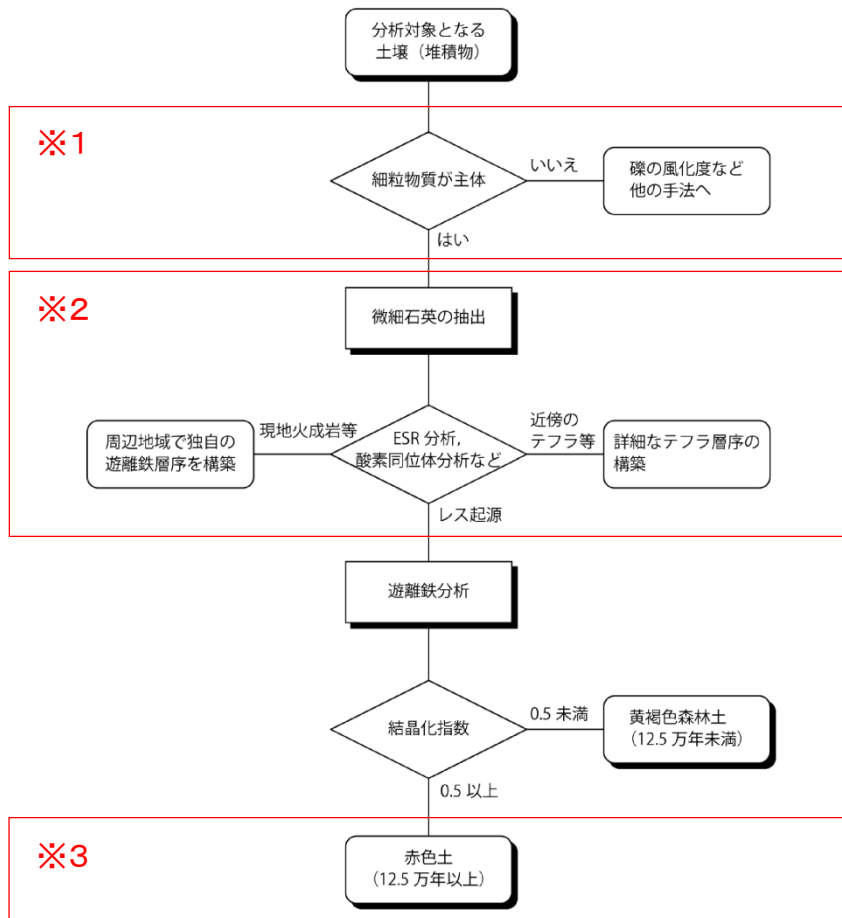 分析対象となる
土壌（堆積物）
※1
細粒物質が主体
いいえ
礫の風化度など
他の手法へ
はい
※2
微細石英の抽出
周辺地域で独自の
遊離鉄層序を構築
現地火成岩等
ESR 分析，
酸素同位体分析など
近傍の
テフラ等
詳細なテフラ層序の
構築
レス起源
遊離鉄分析
結晶化指数
0.5 未満
黄褐色森林土
（12.5 万年未満）
0.5 以上
※3
赤色土
（12.5 万年以上）